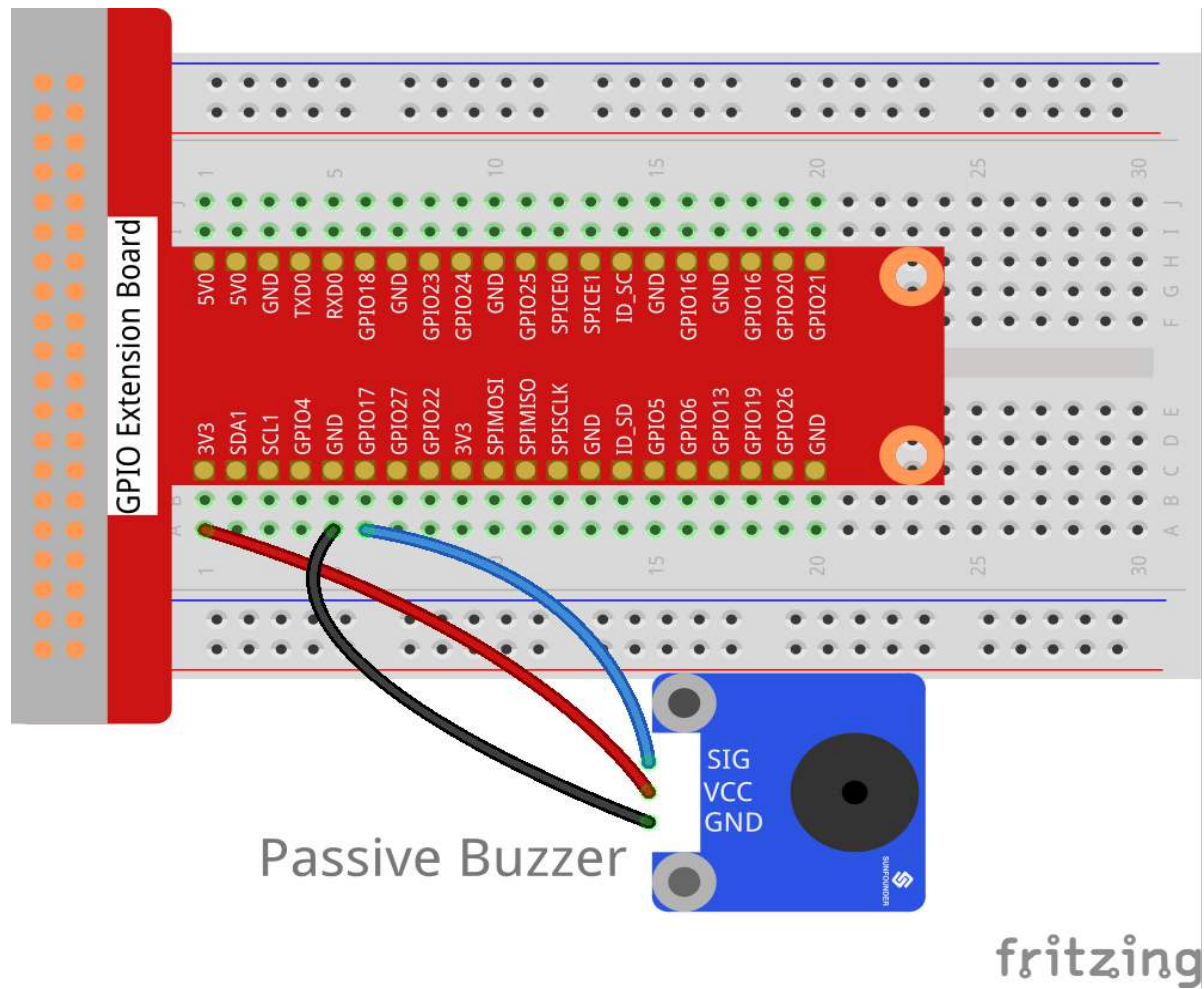 GPIO Extension Board
1 5 10 15 20 25 30
J
I
H
G
F
5V0
5V0
GND
TXD0
RXD0
GPIO18
GND
GPIO23
GPIO24
GND
GPIO25
SPICE0
SPICE1
ID_SC
GND
GPIO16
GND
GPIO16
GPIO20
GPIO21
3V3
SDA1
SCL1
GPIO4
GND
GPIO17
GPIO27
GPIO22
3V3
SPIMOSI
SPIMISO
SPISCLK
GND
ID_SD
GPIO5
GPIO6
GPIO13
GPIO19
GPIO26
GND
E
D
C
B
A
1 15 20 25 30
SIG
VCC
GND
Passive Buzzer
SUNFOUNDER
fritzing